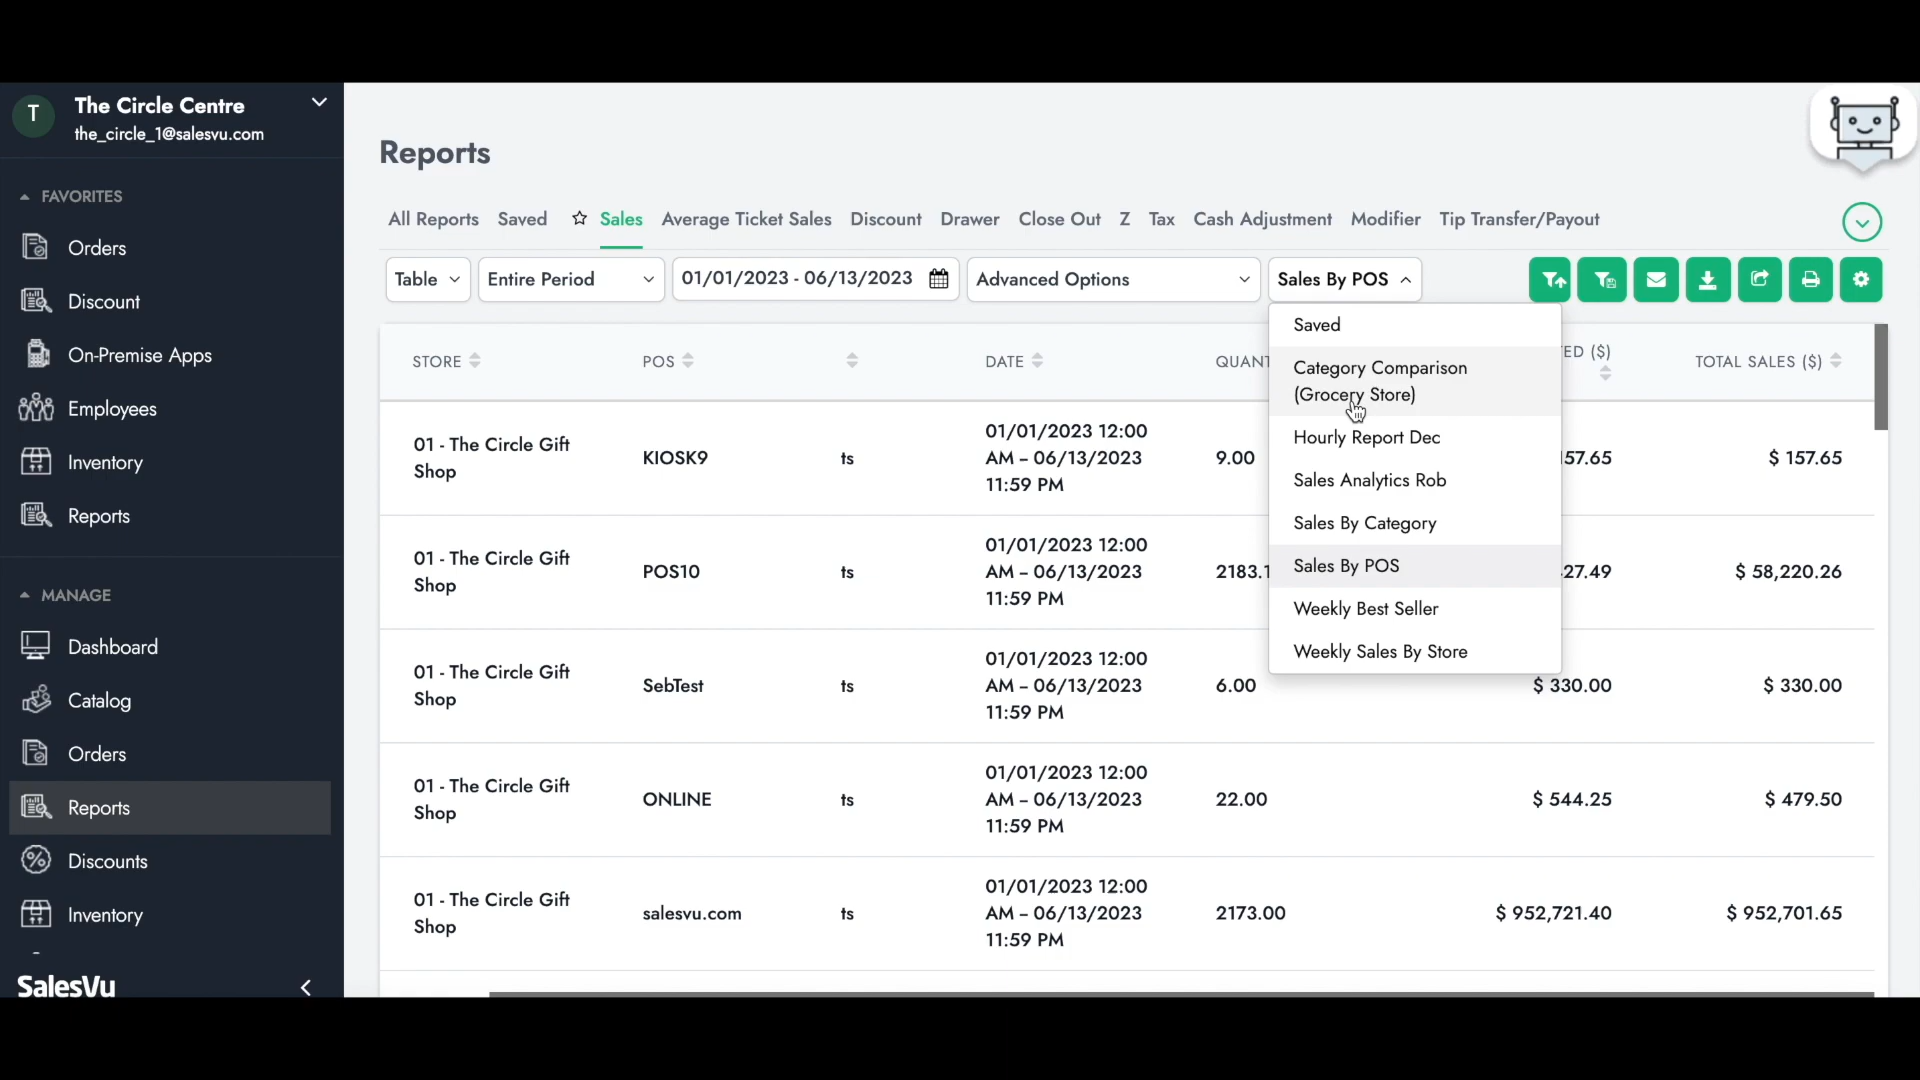 T
The Circle Centre
the_circle_1@salesvu.com
FAVORITES
Orders
Discount
On-Premise Apps
Employees
Inventory
Reports
MANAGE
Dashboard
Catalog
Orders
Reports
Discounts
Inventory
SalesVu
Reports
All Reports Saved Sales Average Ticket Sales Discount Drawer Close Out Z Tax Cash Adjustment Modifier Tip Transfer/Payout
Table Entire Period 01/01/2023 - 06/13/2023 Advanced Options Sales By POS
Saved
Category Comparison
(Grocery Store)
Hourly Report Dec
Sales Analytics Rob
Sales By Category
Sales By POS
Weekly Best Seller
Weekly Sales By Store
STORE POS DATE QUANT TED ($) TOTAL SALES ($)
01 - The Circle Gift
Shop
KIOSK9
ts
01/01/2023 12:00
AM – 06/13/2023
11:59 PM
9.00
157.65
$ 157.65
01 - The Circle Gift
Shop
POS10
ts
01/01/2023 12:00
AM – 06/13/2023
11:59 PM
2183.1
27.49
$ 58,220.26
01 - The Circle Gift
Shop
SebTest
ts
01/01/2023 12:00
AM – 06/13/2023
11:59 PM
6.00
$ 330.00
$ 330.00
01 - The Circle Gift
Shop
ONLINE
ts
01/01/2023 12:00
AM – 06/13/2023
11:59 PM
22.00
$ 544.25
$ 479.50
01 - The Circle Gift
Shop
salesvu.com
ts
01/01/2023 12:00
AM – 06/13/2023
11:59 PM
2173.00
$ 952,721.40
$ 952,701.65